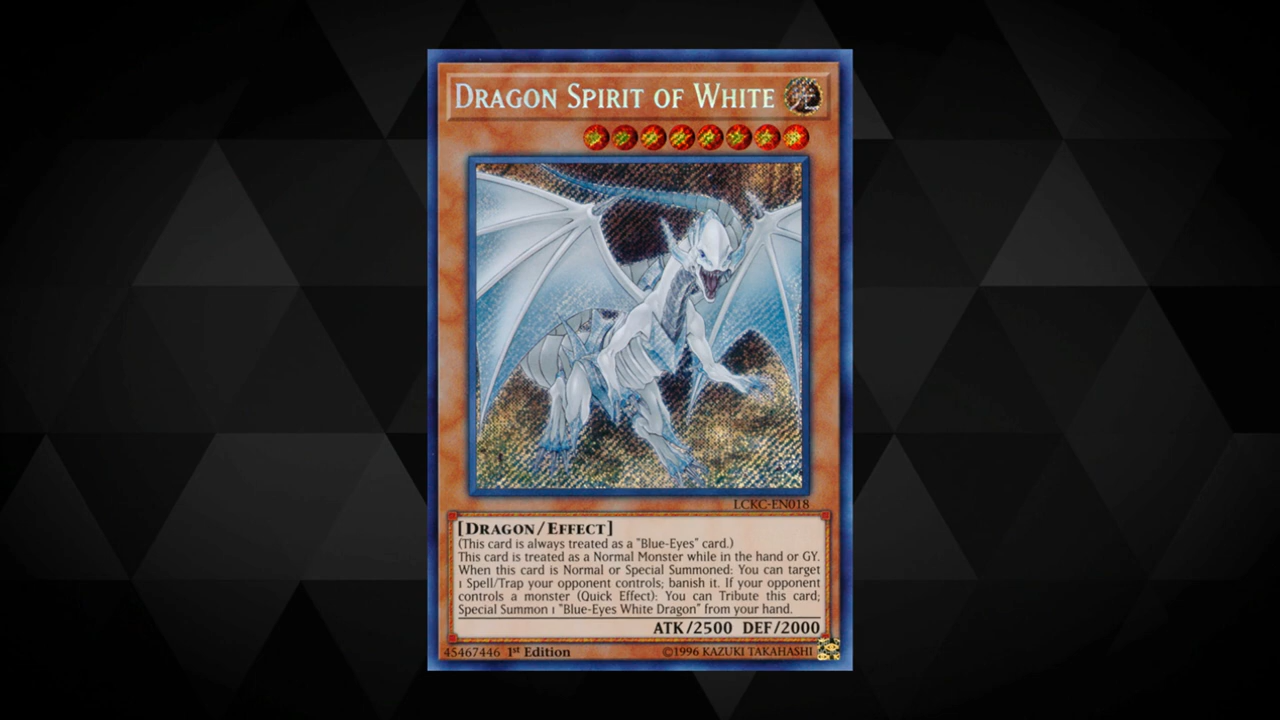 DRAGON SPIRIT OF WHITE
LCKC-EN018
[DRAGON/EFFECT]
(This card is always treated as a "Blue-Eyes" card.)
This card is treated as a Normal Monster while in the hand or GY.
When this card is Normal or Special Summoned: You can target
1 Spell/Trap your opponent controls; banish it. If your opponent
controls a monster (Quick Effect): You can Tribute this card;
Special Summon 1 "Blue-Eyes White Dragon" from your hand.
ATK/2500 DEF/2000
45467446 1st Edition ©1996 KAZUKI TAKAHASHI